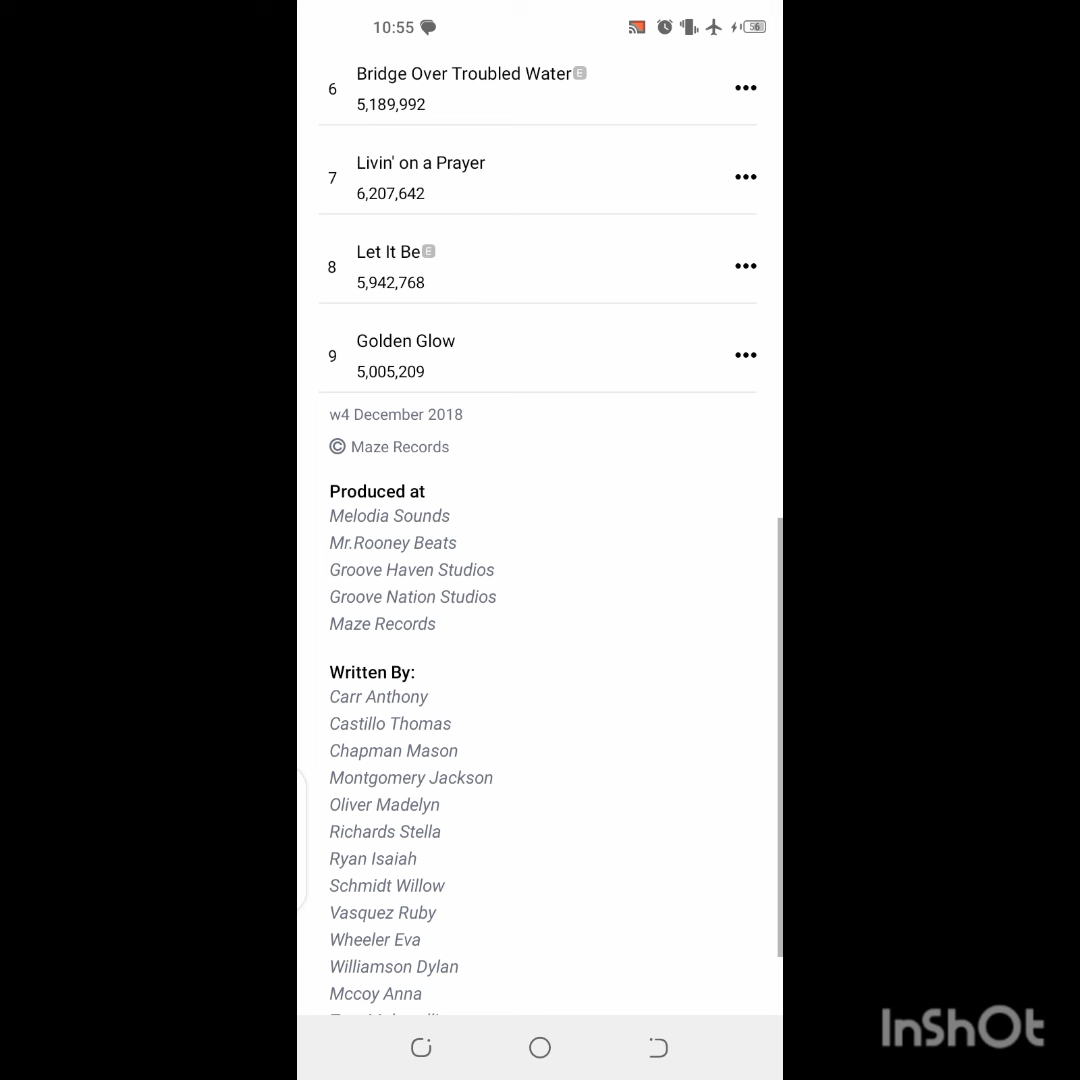 10:55
56
6
Bridge Over Troubled Water E
5,189,992
7
Livin' on a Prayer
6,207,642
8
Let It Be E
5,942,768
9
Golden Glow
5,005,209
w4 December 2018
© Maze Records
Produced at
Melodia Sounds
Mr.Rooney Beats
Groove Haven Studios
Groove Nation Studios
Maze Records
Written By:
Carr Anthony
Castillo Thomas
Chapman Mason
Montgomery Jackson
Oliver Madelyn
Richards Stella
Ryan Isaiah
Schmidt Willow
Vasquez Ruby
Wheeler Eva
Williamson Dylan
Mccoy Anna
InShOt